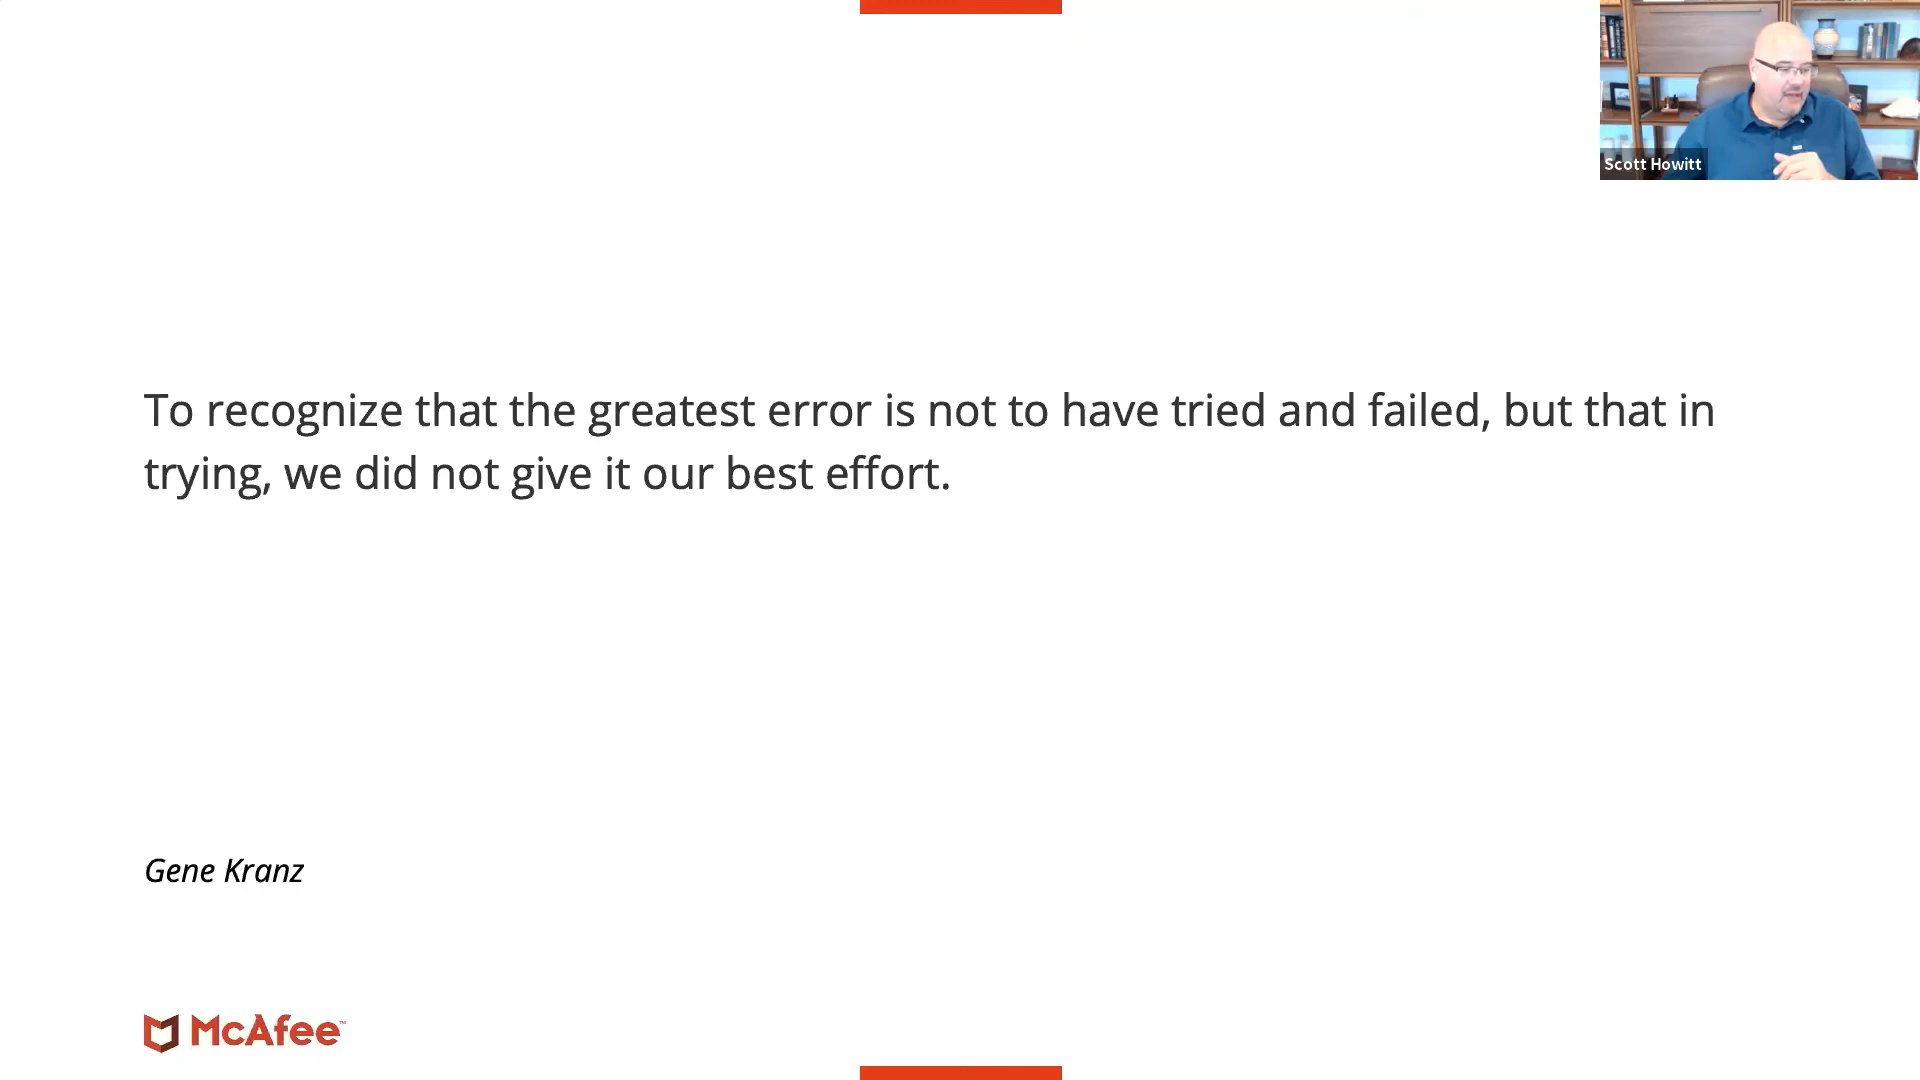 Scott Howitt
To recognize that the greatest error is not to have tried and failed, but that in
trying, we did not give it our best effort.
Gene Kranz
McAfee™